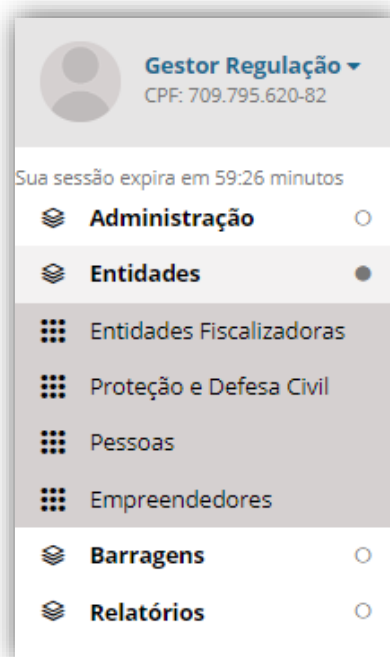 Gestor Regulação
CPF: 709.795.620-82
Sua sessão expira em 59:26 minutos
Administração
Entidades
Entidades Fiscalizadoras
Proteção e Defesa Civil
Pessoas
Empreendedores
Barragens
Relatórios